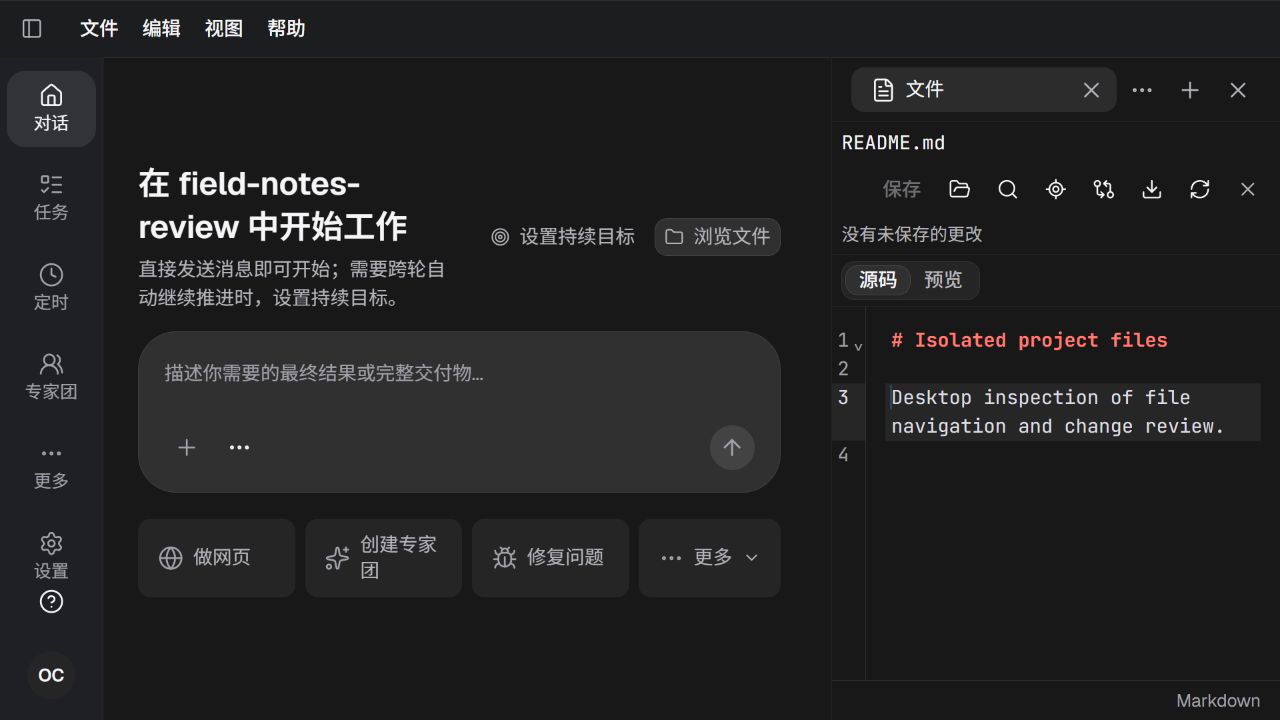 文件 编辑 视图 帮助
对话
任务
定时
专家团
更多
设置
OC
在 field-notes-
review 中开始工作
直接发送消息即可开始；需要跨轮自
动继续推进时，设置持续目标。
设置持续目标
浏览文件
描述你需要的最终结果或完整交付物…
做网页
创建专家
团
修复问题
更多
文件
README.md
保存
没有未保存的更改
源码 预览
1 # Isolated project files
2
3 Desktop inspection of file
navigation and change review.
4
Markdown